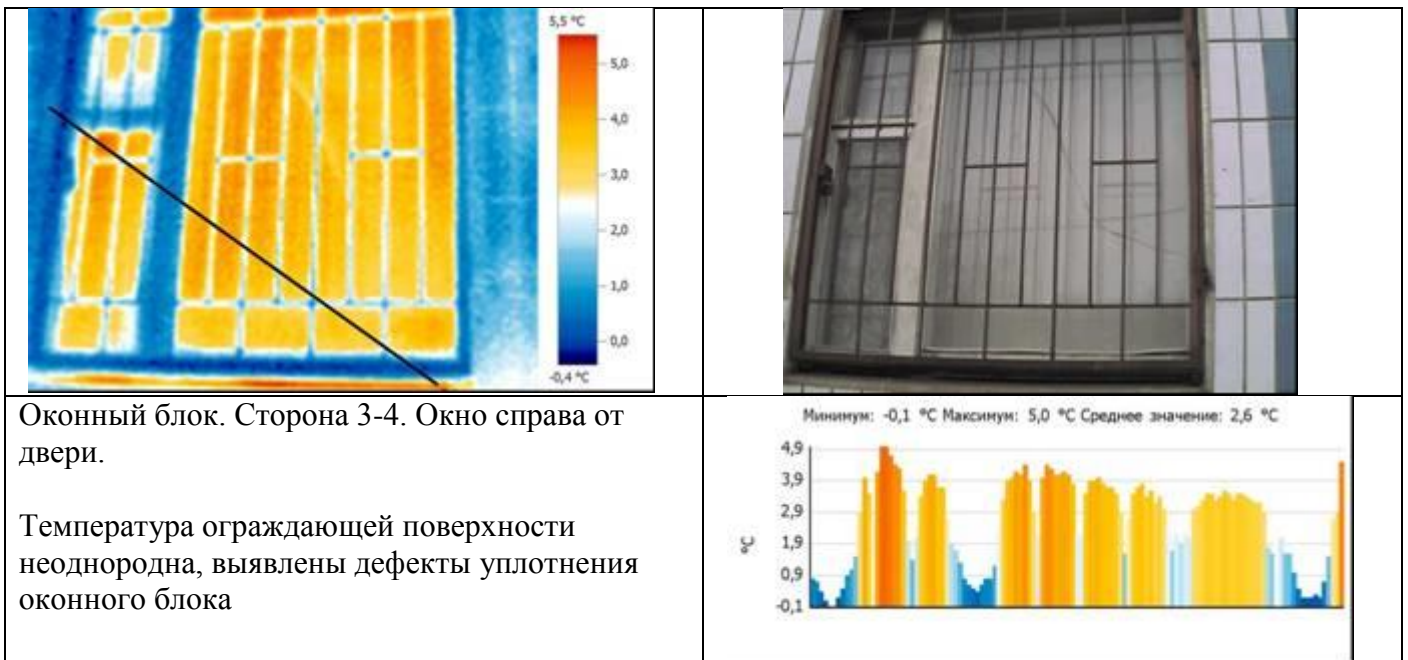 5,5 °C
5,0
4,0
3,0
2,0
1,0
0,0
-0,4 °C
Оконный блок. Сторона 3-4. Окно справа от
двери.
Температура ограждающей поверхности
неоднородна, выявлены дефекты уплотнения
оконного блока
Минимум: -0,1 °C Максимум: 5,0 °C Среднее значение: 2,6 °C
4,9
3,9
2,9
1,9
0,9
-0,1
°C